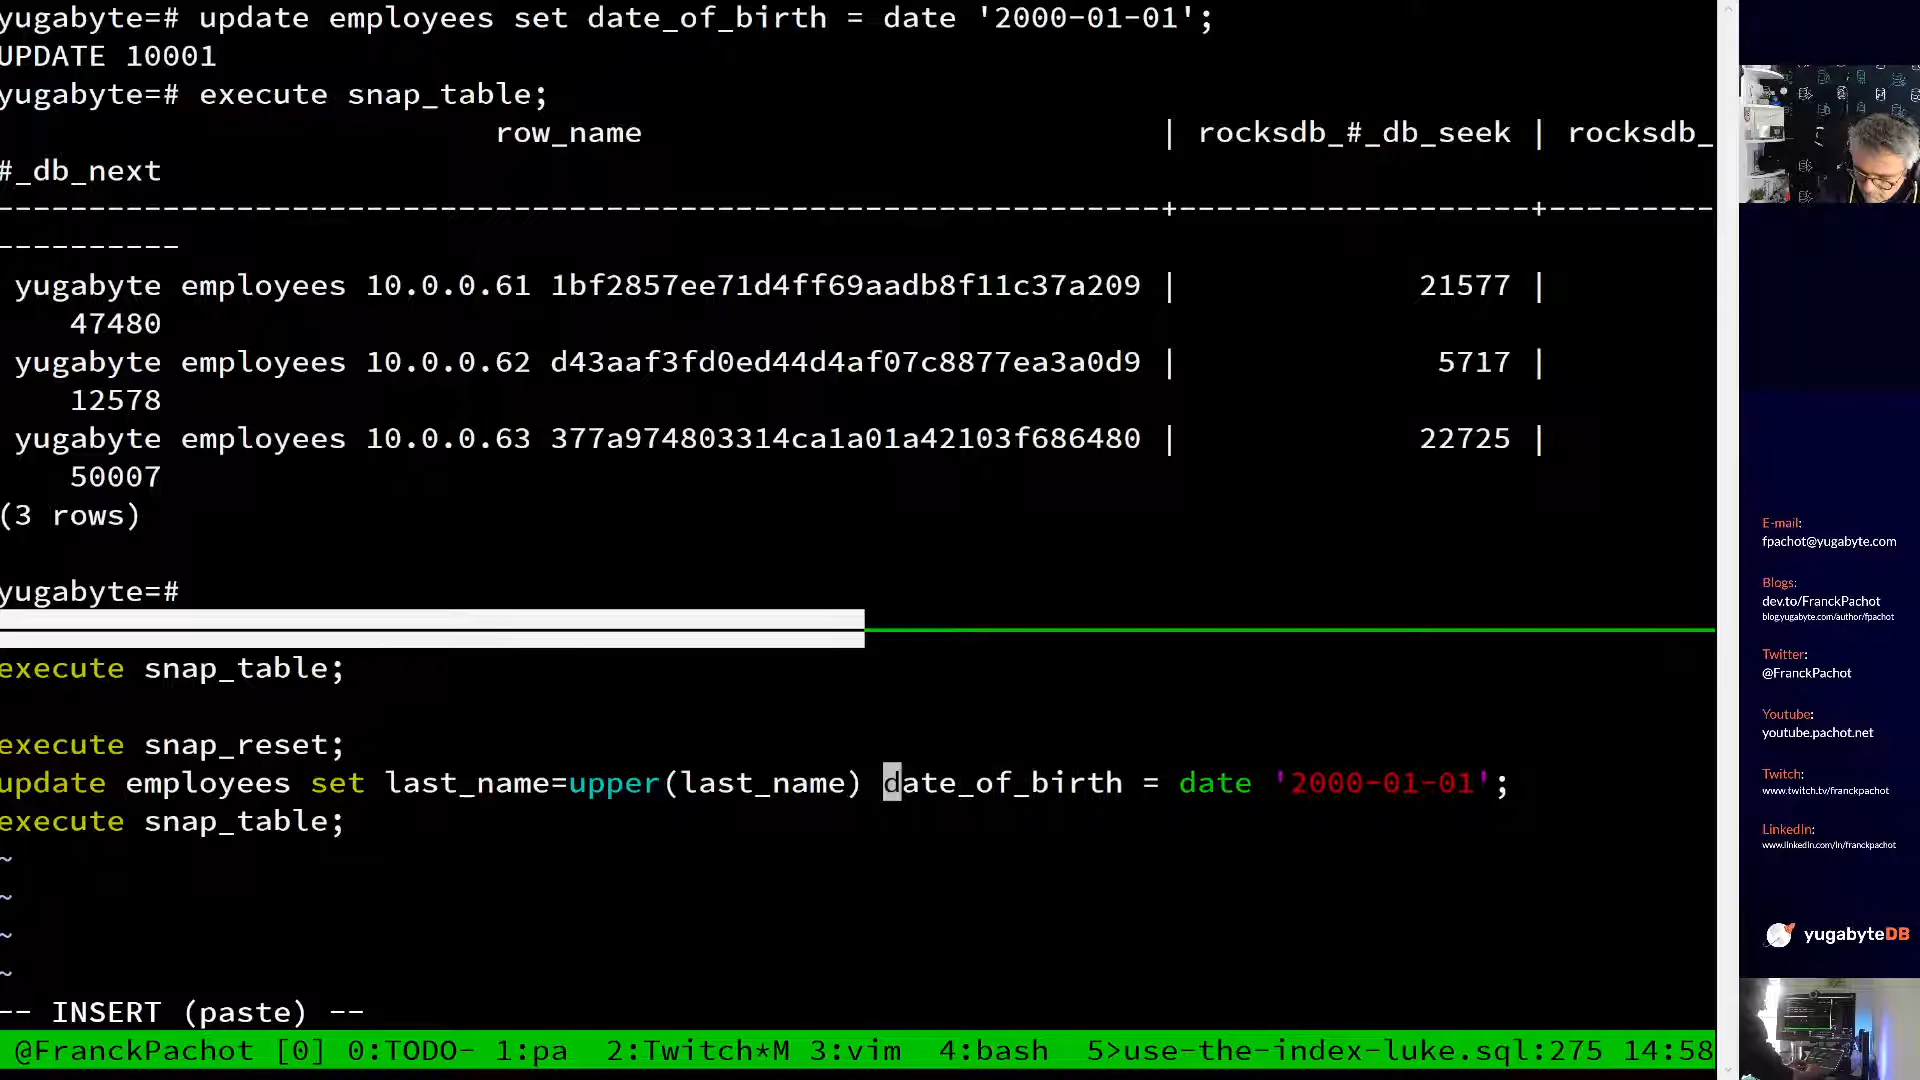 yugabyte=# update employees set date_of_birth = date '2000-01-01';
UPDATE 10001
yugabyte=# execute snap_table;
row_name | rocksdb_#_db_seek | rocksdb_
#_db_next
---------------------------------------------------------------+-------------------+---------
----------
yugabyte employees 10.0.0.61 1bf2857ee71d4ff69aadb8f11c37a209 | 21577 |
47480
yugabyte employees 10.0.0.62 d43aaf3fd0ed44d4af07c8877ea3a0d9 | 5717 |
12578
yugabyte employees 10.0.0.63 377a974803314ca1a01a42103f686480 | 22725 |
50007
(3 rows)
yugabyte=#
execute snap_table;
execute snap_reset;
update employees set last_name=upper(last_name) date_of_birth = date '2000-01-01';
execute snap_table;
~
~
~
~
-- INSERT (paste) --
@FranckPachot [0] 0:TODO- 1:pa 2:Twitch*M 3:vim 4:bash 5>use-the-index-luke.sql:275 14:58
E-mail:
fpachot@yugabyte.com
Blogs:
dev.to/FranckPachot
blog.yugabyte.com/author/fpachot
Twitter:
@FranckPachot
Youtube:
youtube.pachot.net
Twitch:
www.twitch.tv/franckpachot
LinkedIn:
www.linkedin.com/in/franckpachot
yugabyteDB